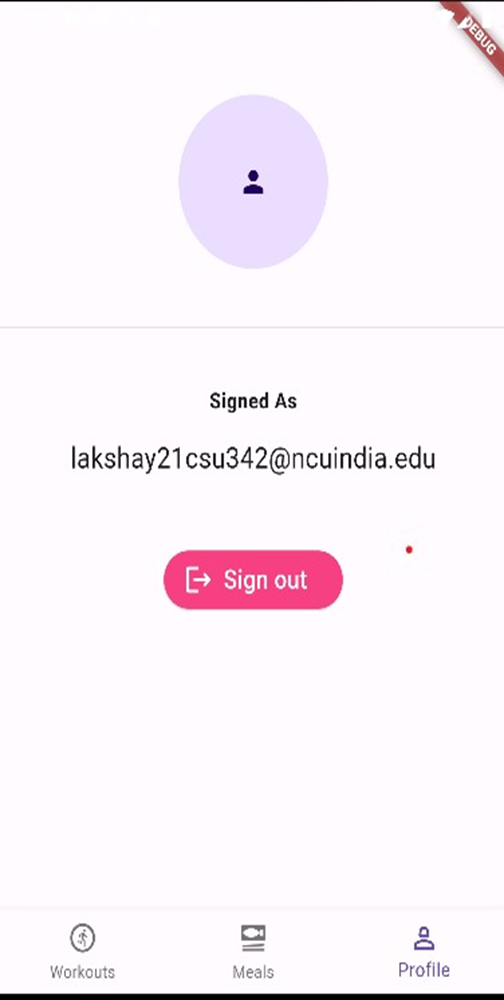 DEBUG
Signed As
lakshay21csu342@ncuindia.edu
Sign out
Workouts
Meals
Profile